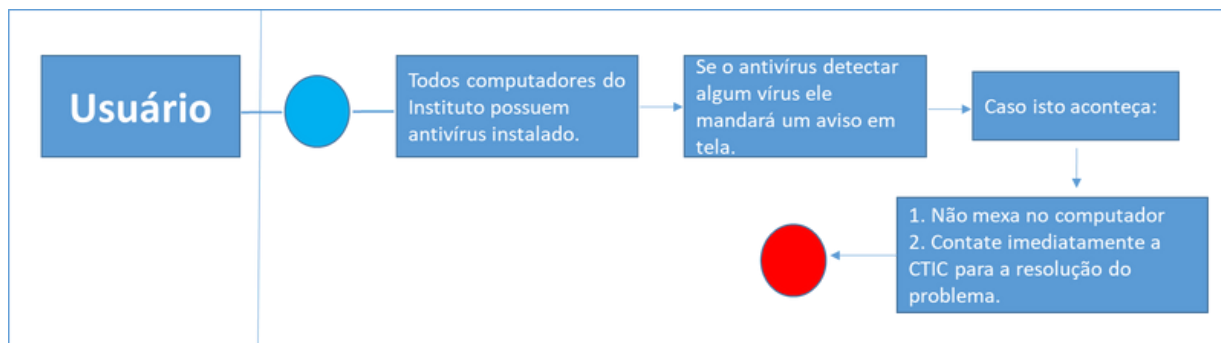 Usuário
Todos computadores do
Instituto possuem
antivírus instalado.
Se o antivírus detectar
algum vírus ele
mandará um aviso em
tela.
Caso isto aconteça:
1. Não mexa no computador
2. Contate imediatamente a
CTIC para a resolução do
problema.